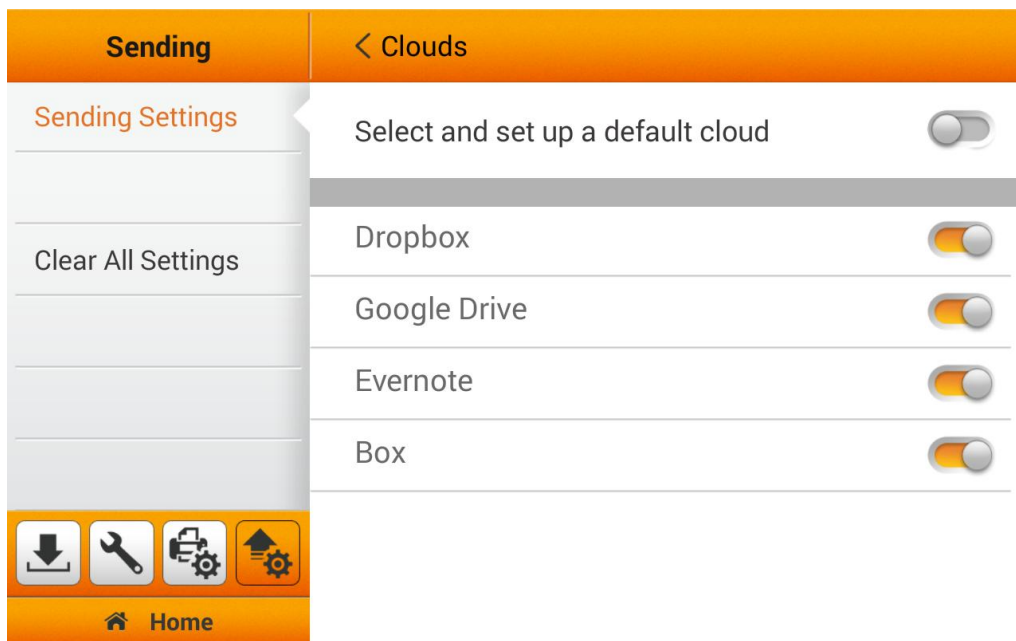 Sending
Clouds
Sending Settings
Clear All Settings
Home
Select and set up a default cloud
Dropbox
Google Drive
Evernote
Box